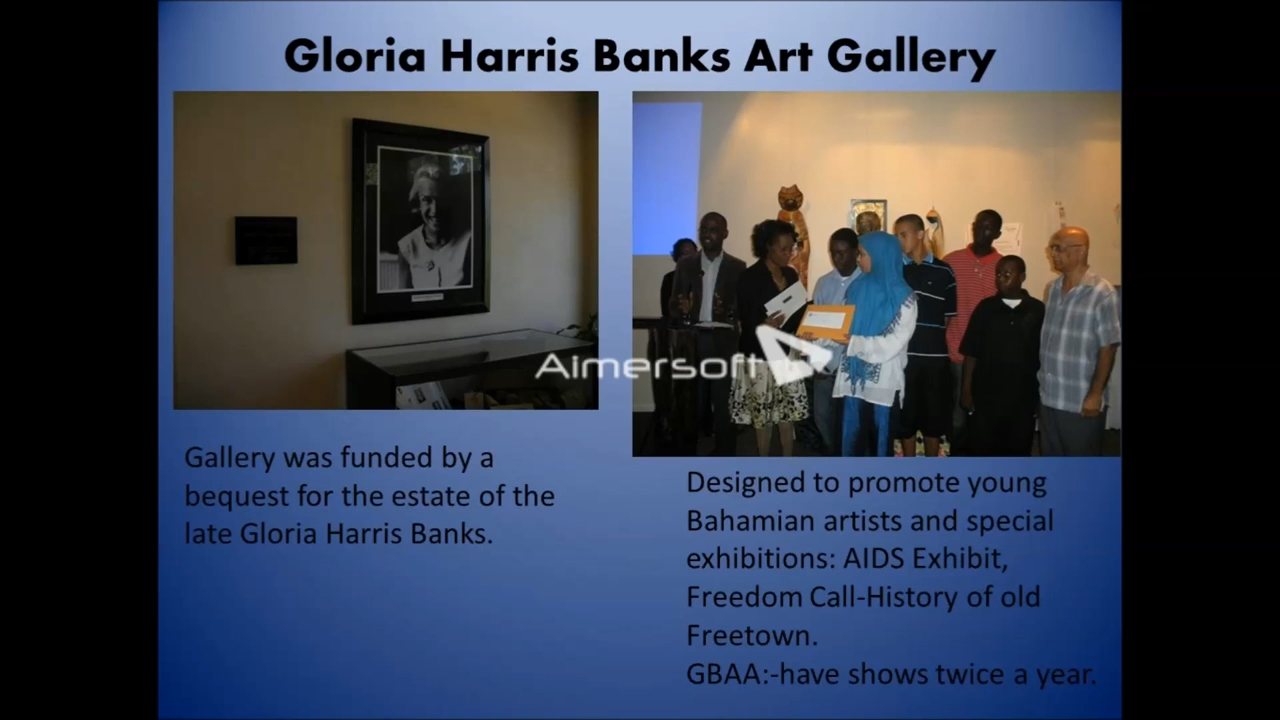 Gloria Harris Banks Art Gallery
Aimersoft
Gallery was funded by a
bequest for the estate of the
late Gloria Harris Banks.
Designed to promote young
Bahamian artists and special
exhibitions: AIDS Exhibit,
Freedom Call-History of old
Freetown.
GBAA:-have shows twice a year.